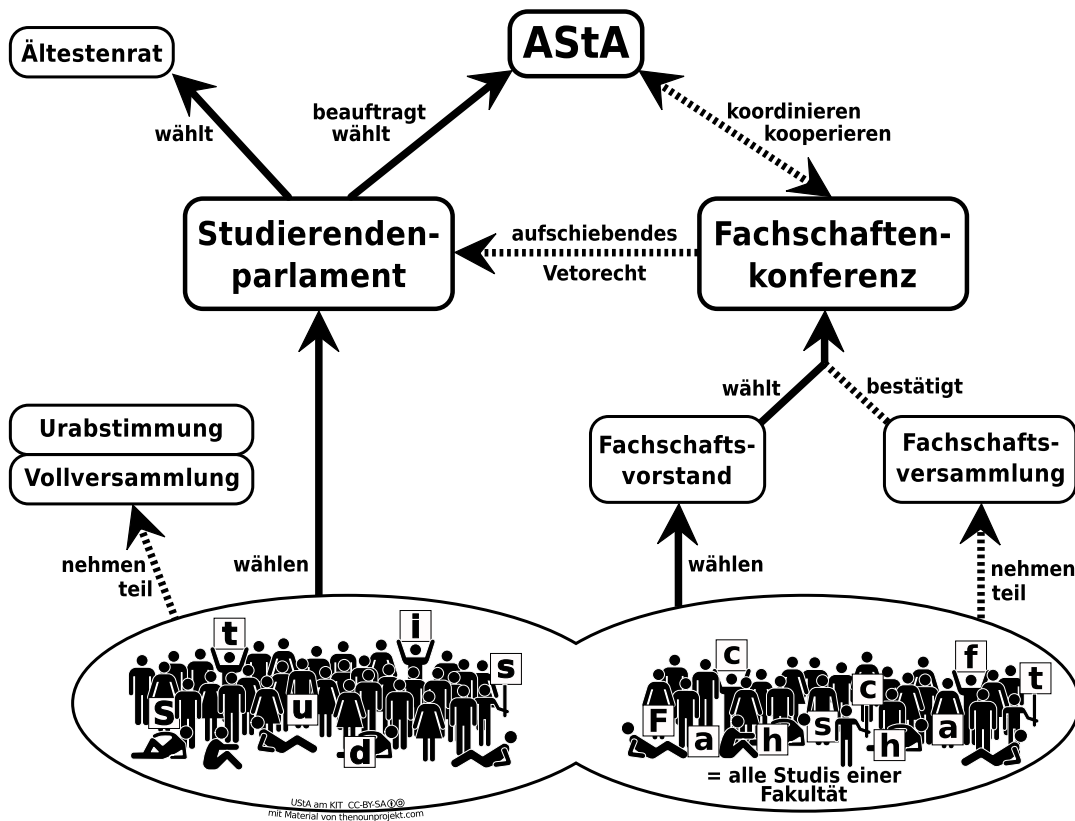 AStA
Ältestenrat
beauftragt
wählt
wählt
koordinieren
kooperieren
Studierenden-
parlament
aufschiebendes
Vetorecht
Fachschaften-
konferenz
wählt
bestätigt
Urabstimmung
Vollversammlung
Fachschafts-
vorstand
Fachschafts-
versammlung
nehmen
teil
wählen
wählen
nehmen
teil
S t u d i s
F a c h s c h a f t
= alle Studis einer
Fakultät
UStA am KIT CC-BY-SA
mit Material von thenounprojekt.com